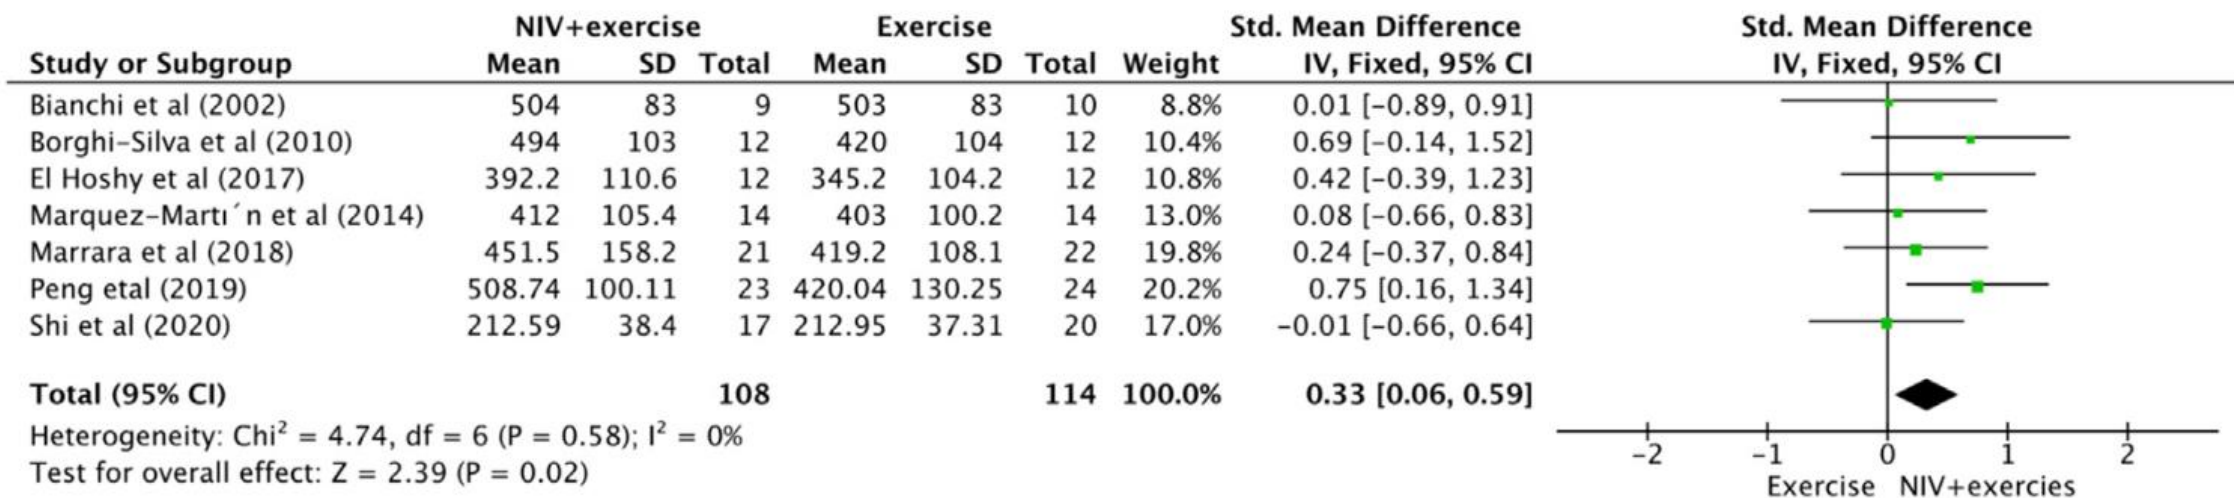 NIV+exercise Exercise Std. Mean Difference Std. Mean Difference
Study or Subgroup Mean SD Total Mean SD Total Weight IV, Fixed, 95% CI IV, Fixed, 95% CI
Bianchi et al (2002) 504 83 9 503 83 10 8.8% 0.01 [−0.89, 0.91]
Borghi−Silva et al (2010) 494 103 12 420 104 12 10.4% 0.69 [−0.14, 1.52]
El Hoshy et al (2017) 392.2 110.6 12 345.2 104.2 12 10.8% 0.42 [−0.39, 1.23]
Marquez−Martı´n et al (2014) 412 105.4 14 403 100.2 14 13.0% 0.08 [−0.66, 0.83]
Marrara et al (2018) 451.5 158.2 21 419.2 108.1 22 19.8% 0.24 [−0.37, 0.84]
Peng etal (2019) 508.74 100.11 23 420.04 130.25 24 20.2% 0.75 [0.16, 1.34]
Shi et al (2020) 212.59 38.4 17 212.95 37.31 20 17.0% −0.01 [−0.66, 0.64]
Total (95% CI) 108 114 100.0% 0.33 [0.06, 0.59]
Heterogeneity: Chi² = 4.74, df = 6 (P = 0.58); I² = 0%
Test for overall effect: Z = 2.39 (P = 0.02)
−2 −1 0 1 2
Exercise NIV+exercies